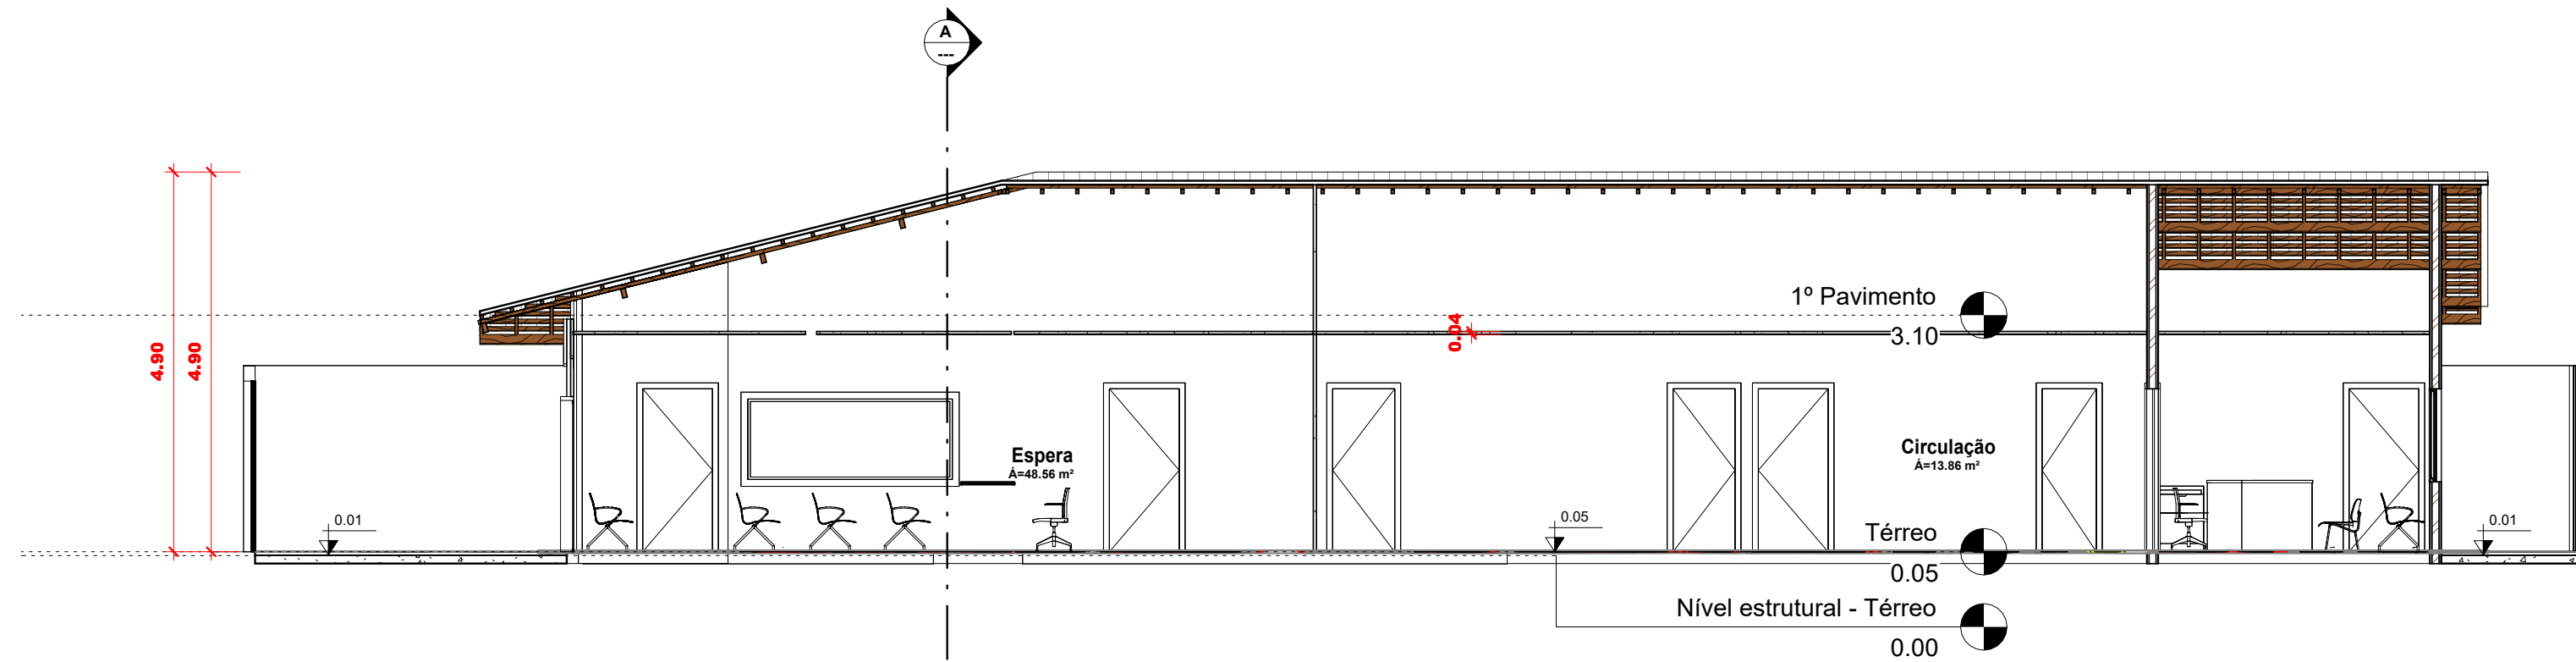 A
---
1º Pavimento
3.10
0.04
4.90
4.90
Espera
Á=48.56 m²
Circulação
Á=13.86 m²
0.01
0.05
0.01
Térreo
0.05
Nível estrutural - Térreo
0.00